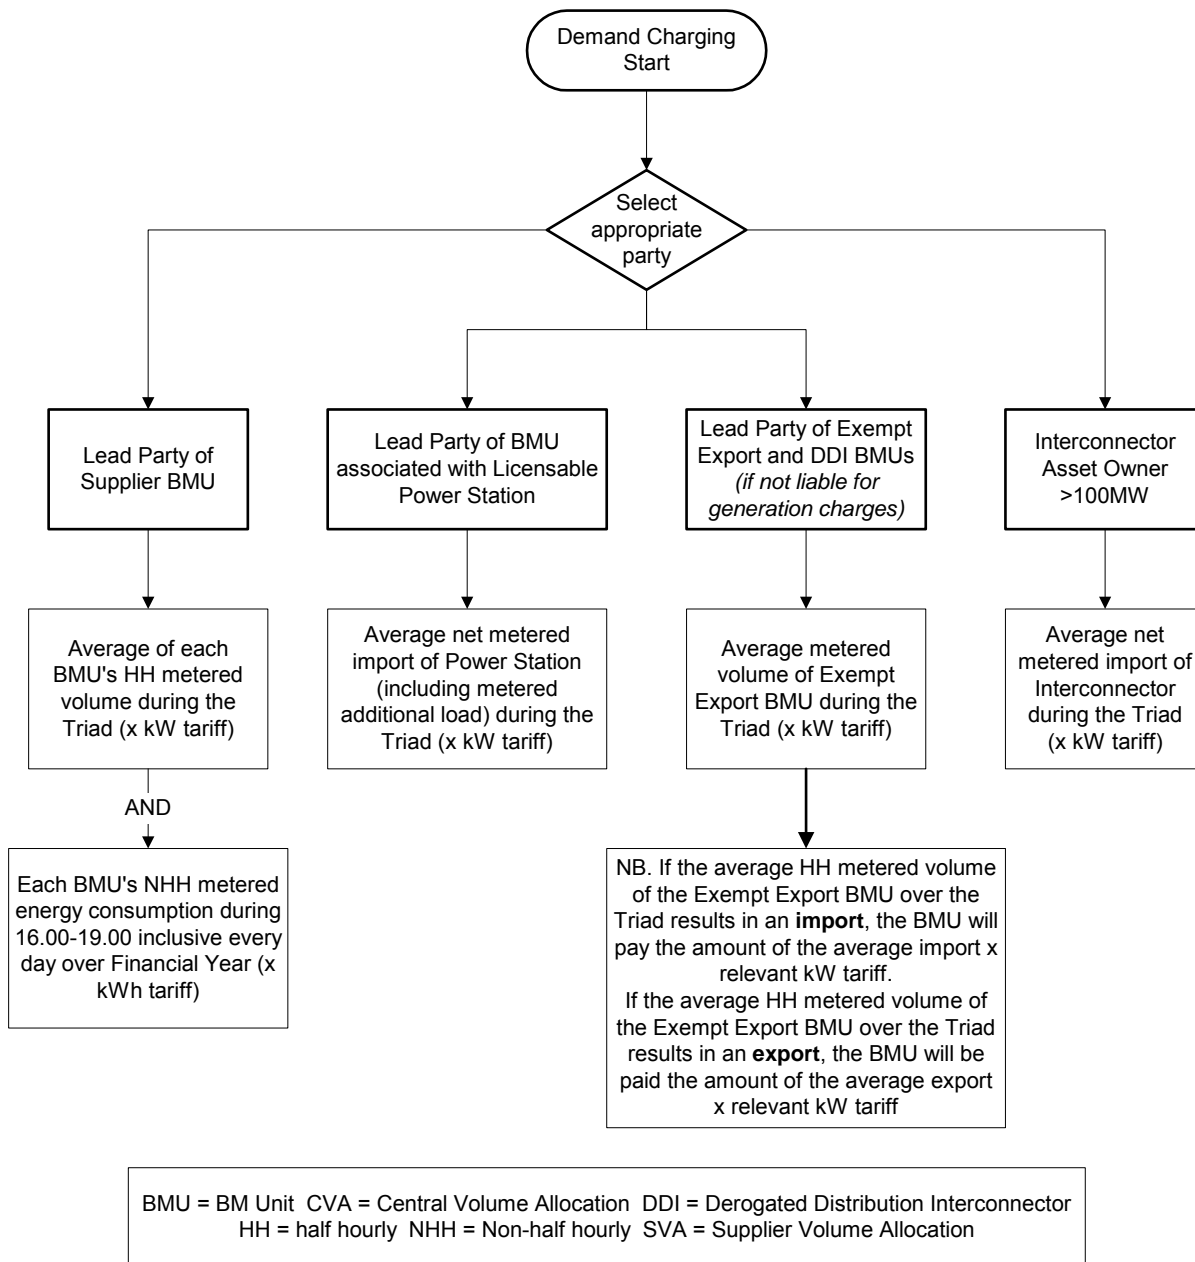 Demand Charging
Start
Select
appropriate
party
Lead Party of
Supplier BMU
Lead Party of BMU
associated with Licensable
Power Station
Lead Party of Exempt
Export and DDI BMUs
(if not liable for
generation charges)
Interconnector
Asset Owner
>100MW
Average of each
BMU's HH metered
volume during the
Triad (x kW tariff)
Average net metered
import of Power Station
(including metered
additional load) during the
Triad (x kW tariff)
Average metered
volume of Exempt
Export BMU during the
Triad (x kW tariff)
Average net
metered import of
Interconnector
during the Triad
(x kW tariff)
AND
Each BMU's NHH metered
energy consumption during
16.00-19.00 inclusive every
day over Financial Year (x
kWh tariff)
NB. If the average HH metered volume
of the Exempt Export BMU over the
Triad results in an import, the BMU will
pay the amount of the average import x
relevant kW tariff.
If the average HH metered volume of
the Exempt Export BMU over the Triad
results in an export, the BMU will be
paid the amount of the average export
x relevant kW tariff
BMU = BM Unit  CVA = Central Volume Allocation  DDI = Derogated Distribution Interconnector
HH = half hourly  NHH = Non-half hourly  SVA = Supplier Volume Allocation